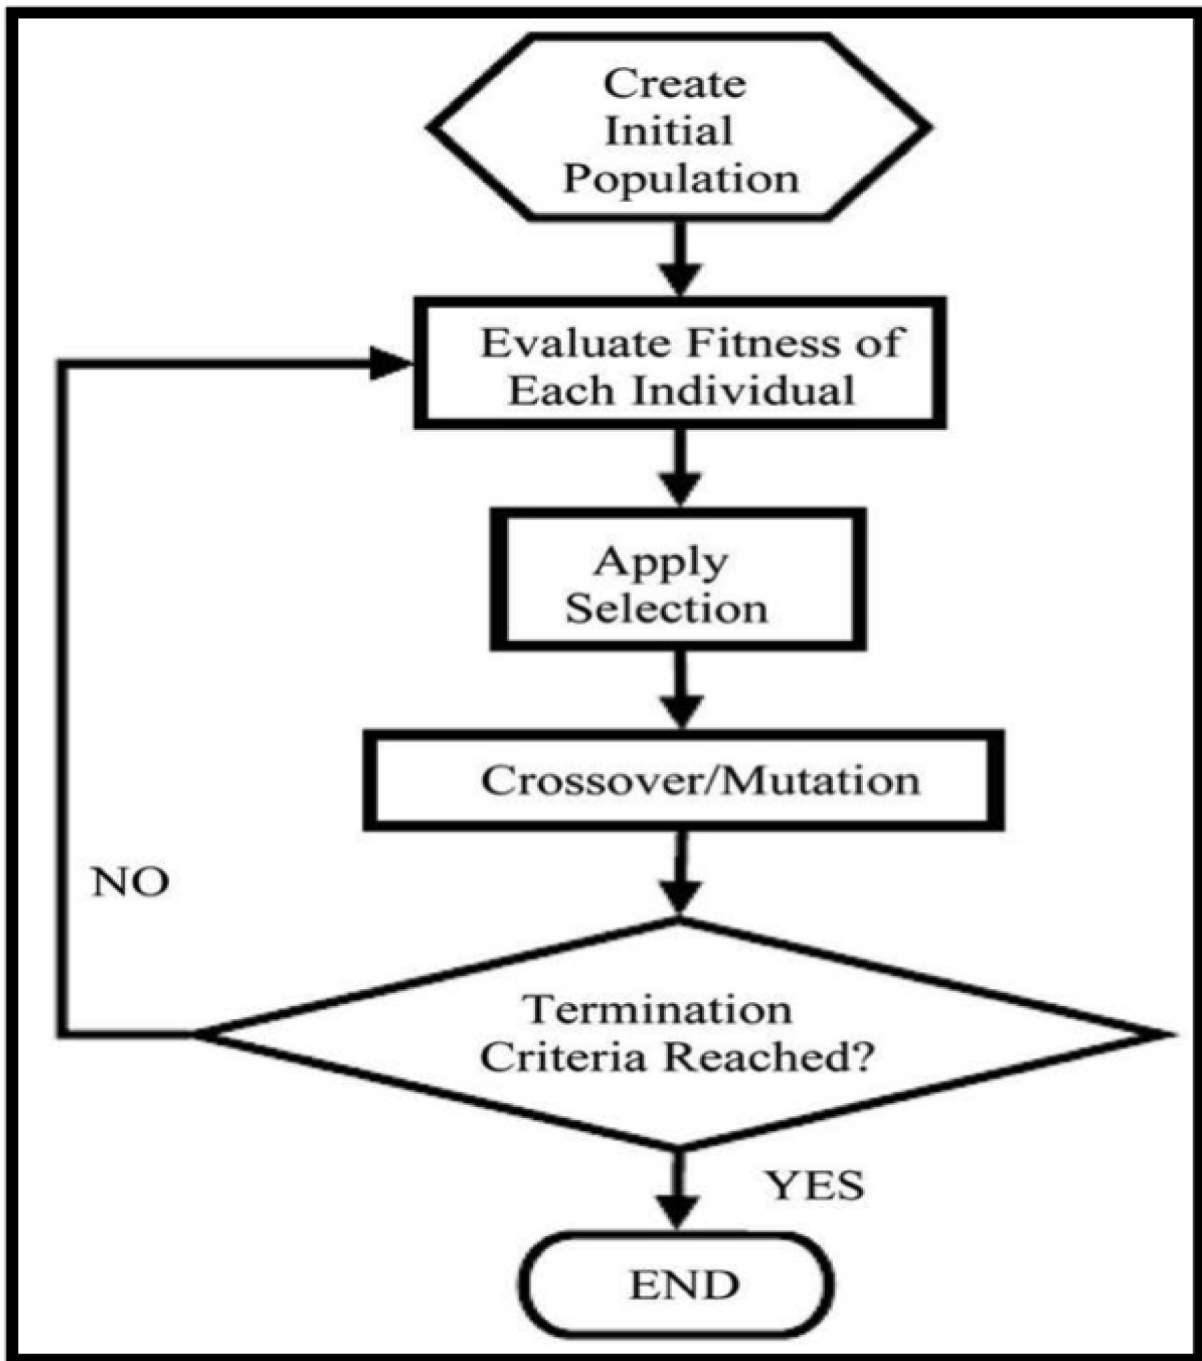 Create
Initial
Population
Evaluate Fitness of
Each Individual
Apply
Selection
Crossover/Mutation
NO
Termination
Criteria Reached?
YES
END